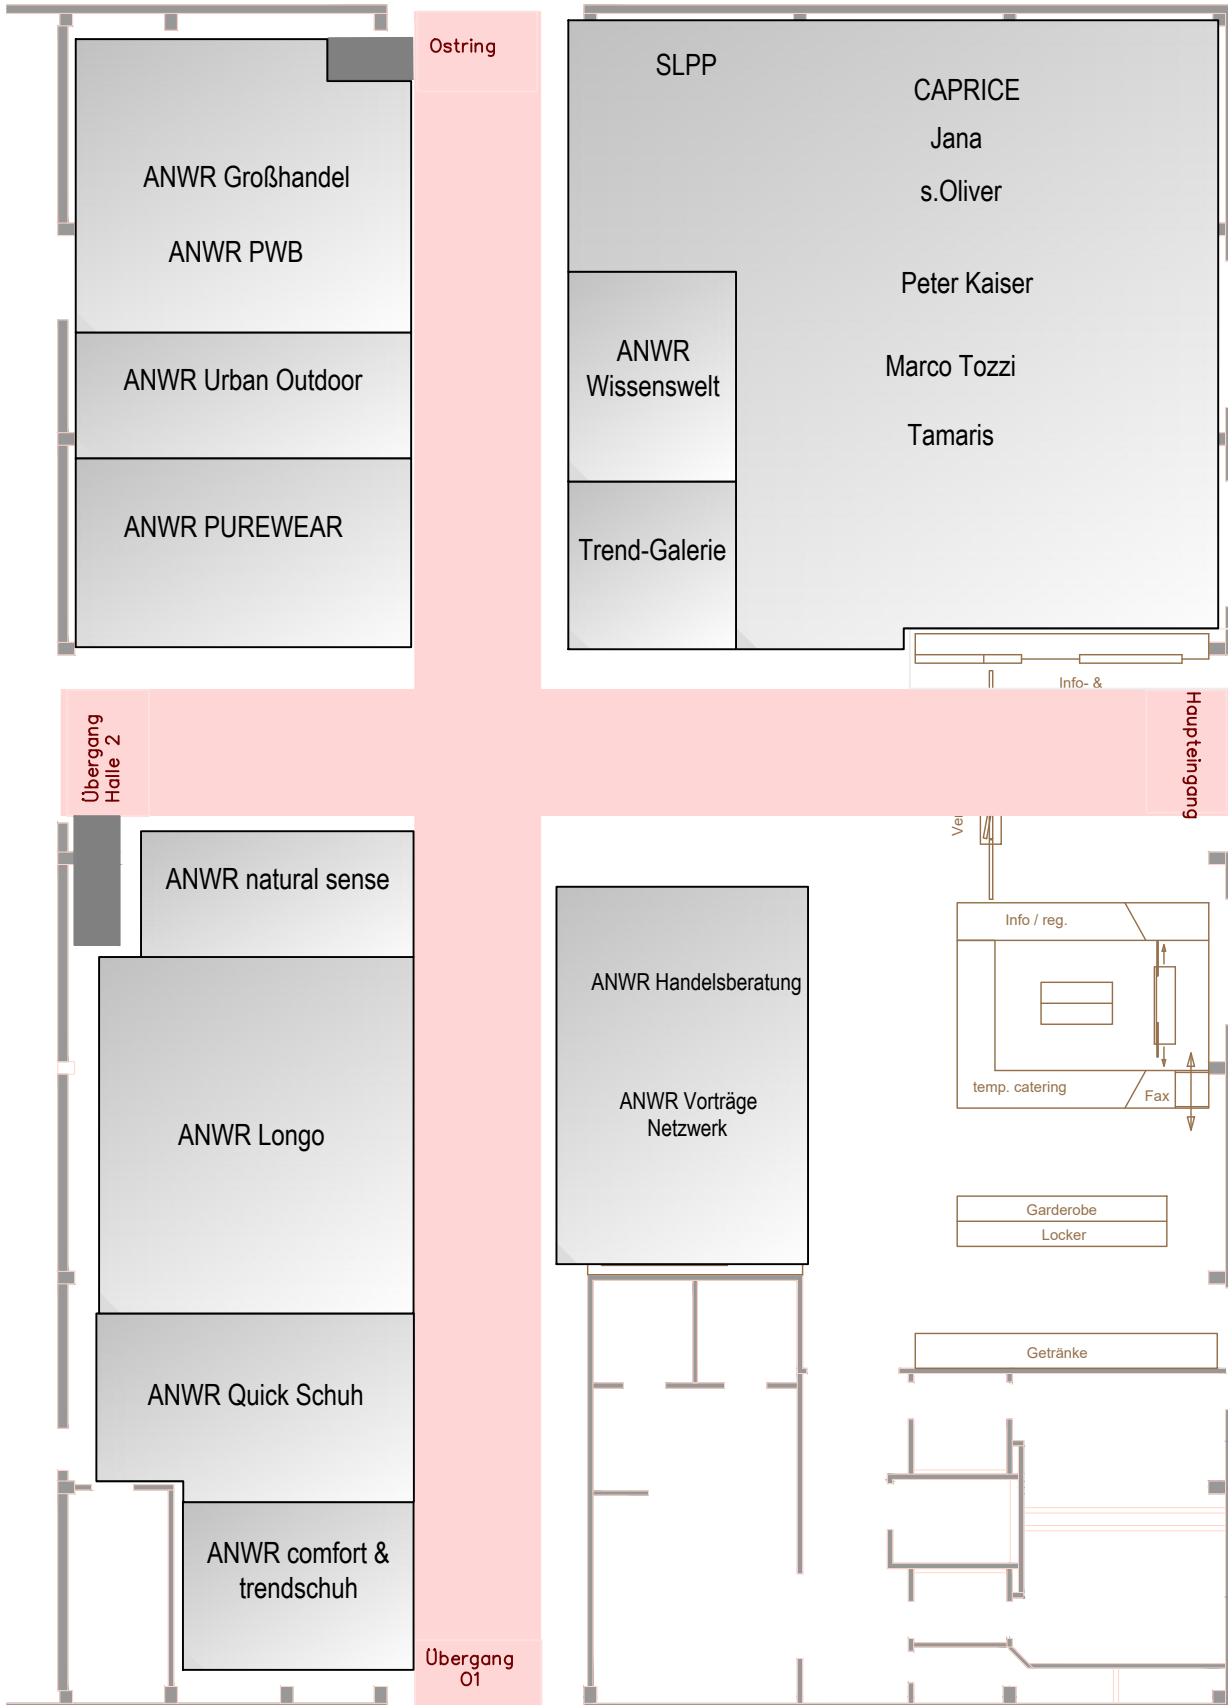 Ostring
SLPP
CAPRICE
Jana
s.Oliver
Peter Kaiser
Marco Tozzi
Tamaris
ANWR Großhandel
ANWR PWB
ANWR Urban Outdoor
ANWR PUREWEAR
ANWR
Wissenswelt
Trend-Galerie
Info- &
Übergang
Halle 2
Haupteingang
ANWR natural sense
ANWR Longo
ANWR Quick Schuh
ANWR comfort &
trendschuh
ANWR Handelsberatung
ANWR Vorträge
Netzwerk
Info / reg.
temp. catering
Fax
Garderobe
Locker
Getränke
Übergang
01